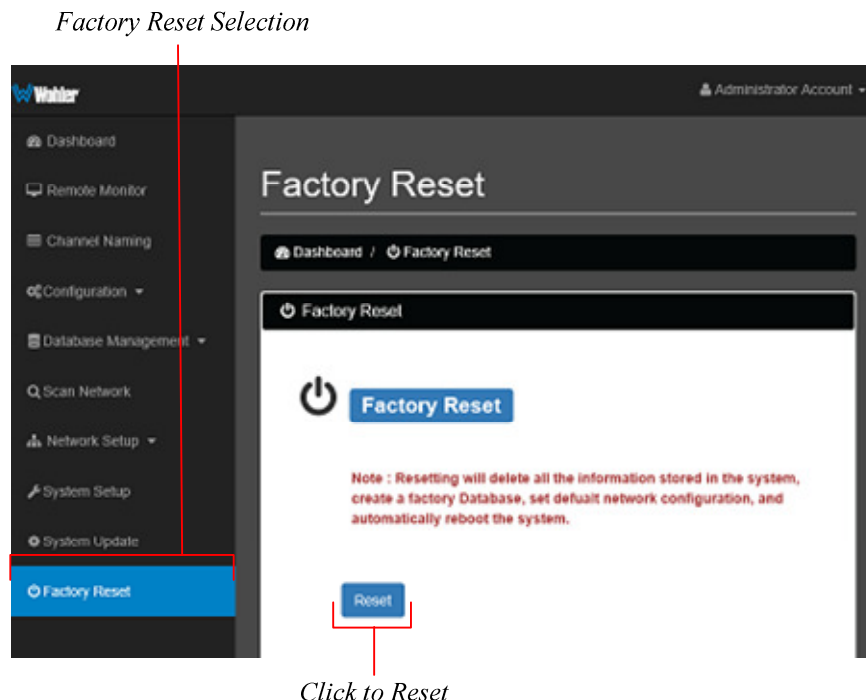 Factory Reset Selection
Wohler
Administrator Account
Dashboard
Remote Monitor
Channel Naming
Configuration
Database Management
Scan Network
Network Setup
System Setup
System Update
Factory Reset
Factory Reset
Dashboard / Factory Reset
Factory Reset
Factory Reset
Note : Resetting will delete all the information stored in the system,
create a factory Database, set defualt network configuration, and
automatically reboot the system.
Reset
Click to Reset